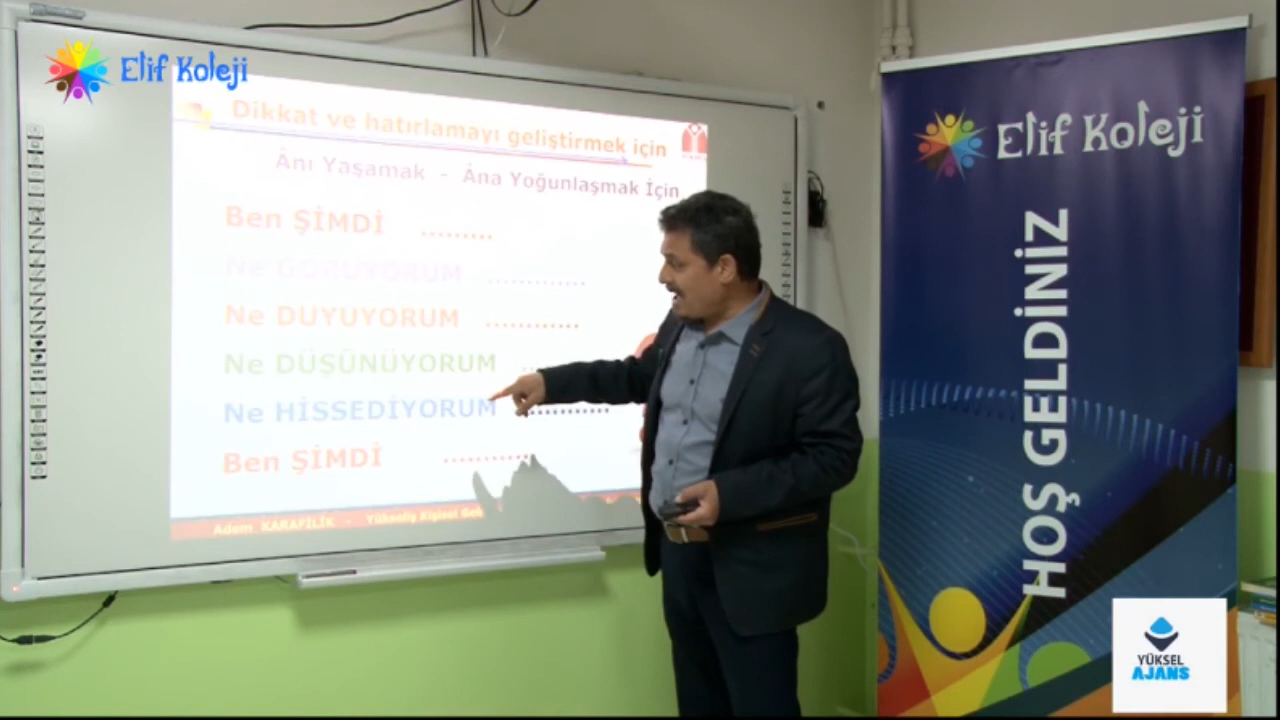 Elif Koleji
Dikkat ve hatırlamayı geliştirmek için
Ânı Yaşamak - Âna Yoğunlaşmak İçin
Ben ŞİMDİ .........
Ne GÖRÜYORUM ............
Ne DUYUYORUM ............
Ne DÜŞÜNÜYORUM
Ne HİSSEDİYORUM ..........
Ben ŞİMDİ ...........
Adem KARAFİLİK - Yükseliş Kişisel
Elif Koleji
HOŞ GELDİNİZ
YÜKSEL
AJANS